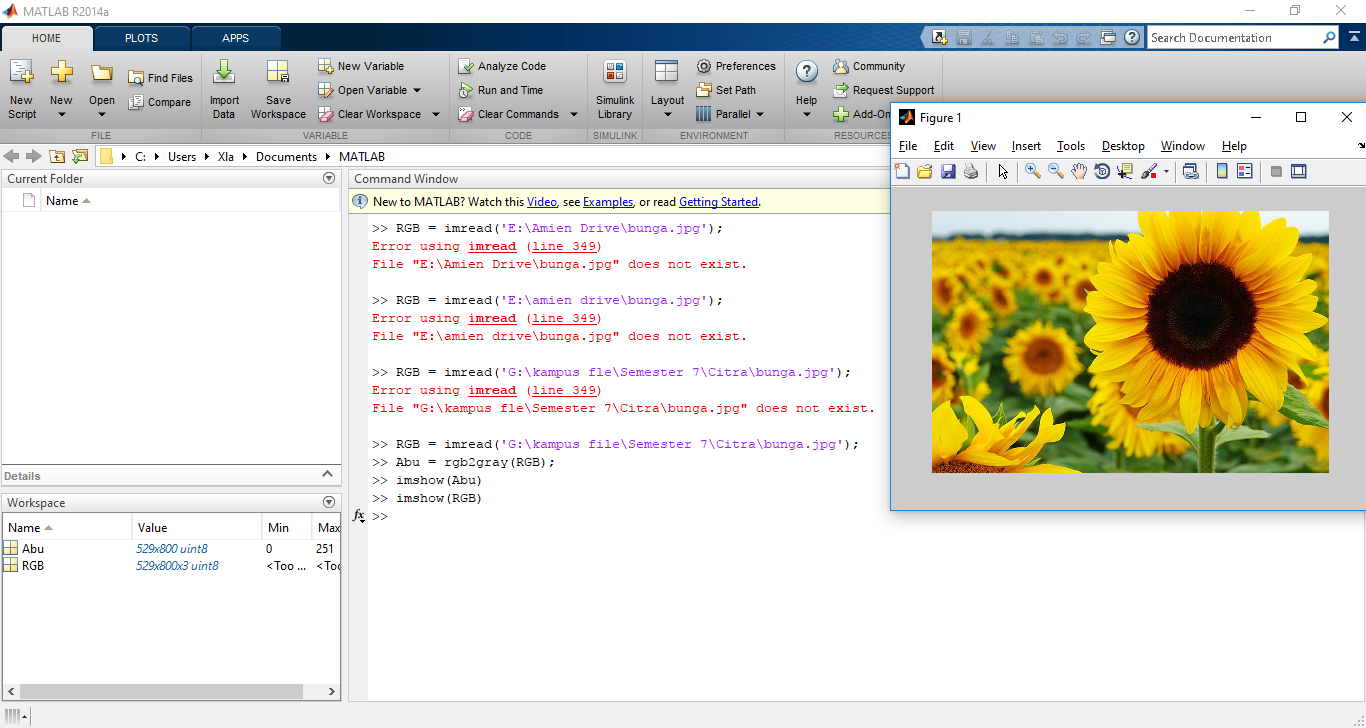 MATLAB R2014a
HOME PLOTS APPS
Search Documentation
New Script
New
Open
Find Files
Compare
Import Data
Save Workspace
New Variable
Open Variable
Clear Workspace
Analyze Code
Run and Time
Clear Commands
Simulink Library
Layout
Preferences
Set Path
Parallel
Help
Community
Request Support
Add-On
FILE VARIABLE CODE SIMULINK ENVIRONMENT RESOURCES
C: Users Xla Documents MATLAB
Current Folder
Name
Details
Workspace
Name Value Min Max
Abu 529x800 uint8 0 251
RGB 529x800x3 uint8 <Too ... <Too
Command Window
New to MATLAB? Watch this Video, see Examples, or read Getting Started.
>> RGB = imread('E:\Amien Drive\bunga.jpg');
Error using imread (line 349)
File "E:\Amien Drive\bunga.jpg" does not exist.
>> RGB = imread('E:\amien drive\bunga.jpg');
Error using imread (line 349)
File "E:\amien drive\bunga.jpg" does not exist.
>> RGB = imread('G:\kampus fle\Semester 7\Citra\bunga.jpg');
Error using imread (line 349)
File "G:\kampus fle\Semester 7\Citra\bunga.jpg" does not exist.
>> RGB = imread('G:\kampus file\Semester 7\Citra\bunga.jpg');
>> Abu = rgb2gray(RGB);
>> imshow(Abu)
>> imshow(RGB)
fx >>
Figure 1
File Edit View Insert Tools Desktop Window Help